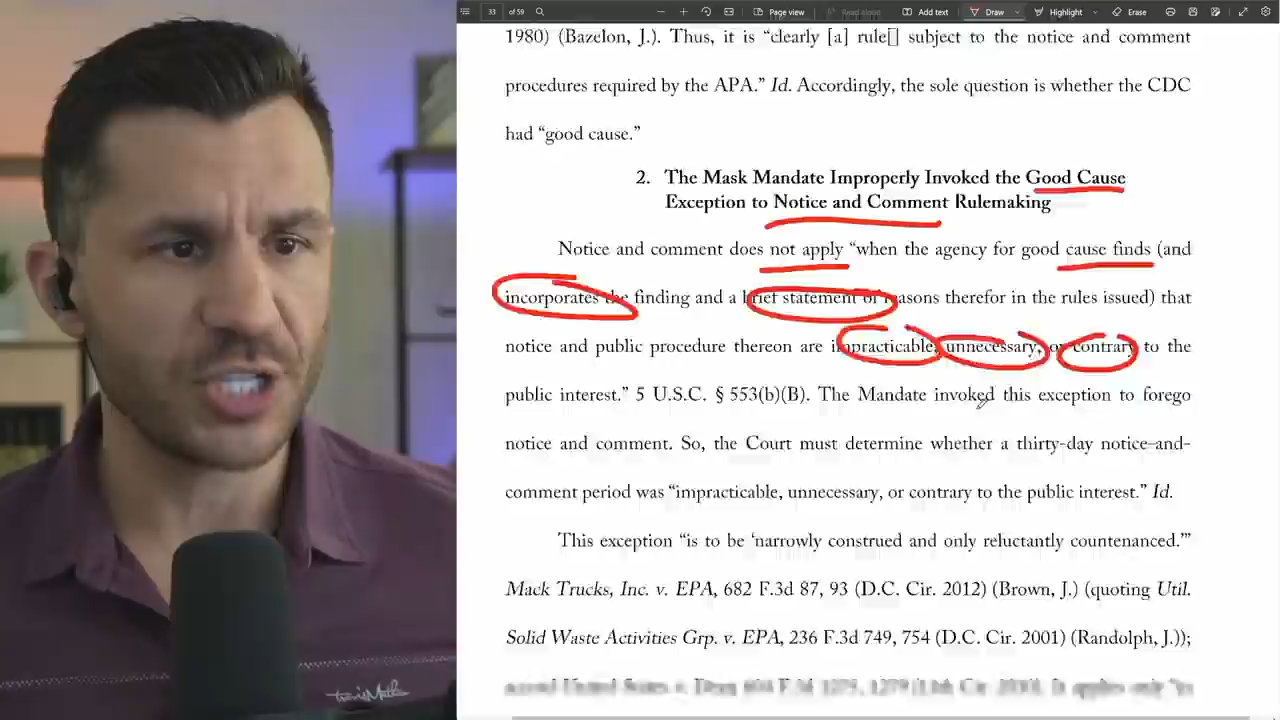 33 of 59
Page view
Read aloud
Add text
Draw
Highlight
Erase
1980) (Bazelon, J.). Thus, it is “clearly [a] rule[] subject to the notice and comment
procedures required by the APA.” Id. Accordingly, the sole question is whether the CDC
had “good cause.”
2. The Mask Mandate Improperly Invoked the Good Cause
Exception to Notice and Comment Rulemaking
Notice and comment does not apply “when the agency for good cause finds (and
incorporates the finding and a brief statement of reasons therefor in the rules issued) that
notice and public procedure thereon are impracticable, unnecessary, or contrary to the
public interest.” 5 U.S.C. § 553(b)(B). The Mandate invoked this exception to forego
notice and comment. So, the Court must determine whether a thirty-day notice-and-
comment period was “impracticable, unnecessary, or contrary to the public interest.” Id.
This exception “is to be ‘narrowly construed and only reluctantly countenanced.’”
Mack Trucks, Inc. v. EPA, 682 F.3d 87, 93 (D.C. Cir. 2012) (Brown, J.) (quoting Util.
Solid Waste Activities Grp. v. EPA, 236 F.3d 749, 754 (D.C. Cir. 2001) (Randolph, J.));
travisMathew